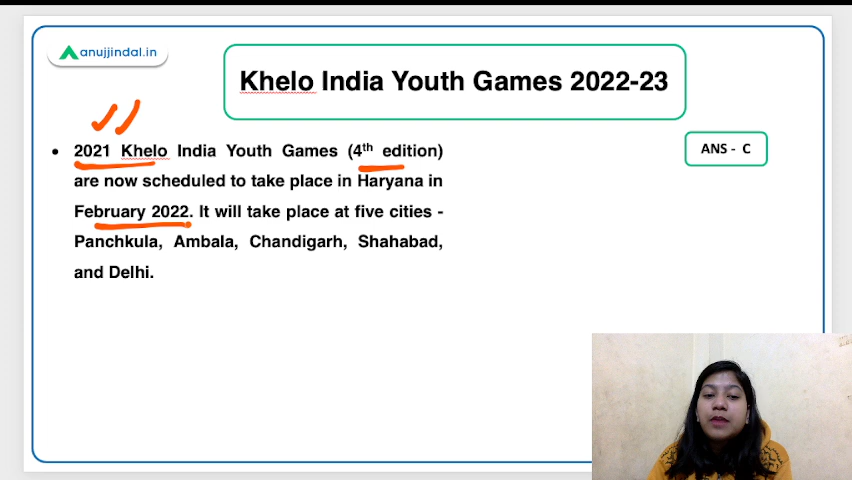 anujjindal.in
Khelo India Youth Games 2022-23
• 2021 Khelo India Youth Games (4th edition)
are now scheduled to take place in Haryana in
February 2022. It will take place at five cities -
Panchkula, Ambala, Chandigarh, Shahabad,
and Delhi.
ANS - C